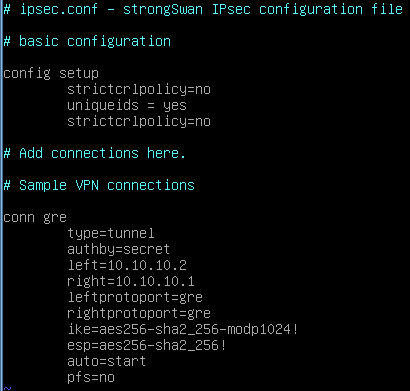 # ipsec.conf - strongSwan IPsec configuration file
# basic configuration
config setup
strictcrlpolicy=no
uniqueids = yes
strictcrlpolicy=no
# Add connections here.
# Sample VPN connections
conn gre
type=tunnel
authby=secret
left=10.10.10.2
right=10.10.10.1
leftprotoport=gre
rightprotoport=gre
ike=aes256-sha2_256-modp1024!
esp=aes256-sha2_256!
auto=start
pfs=no
~